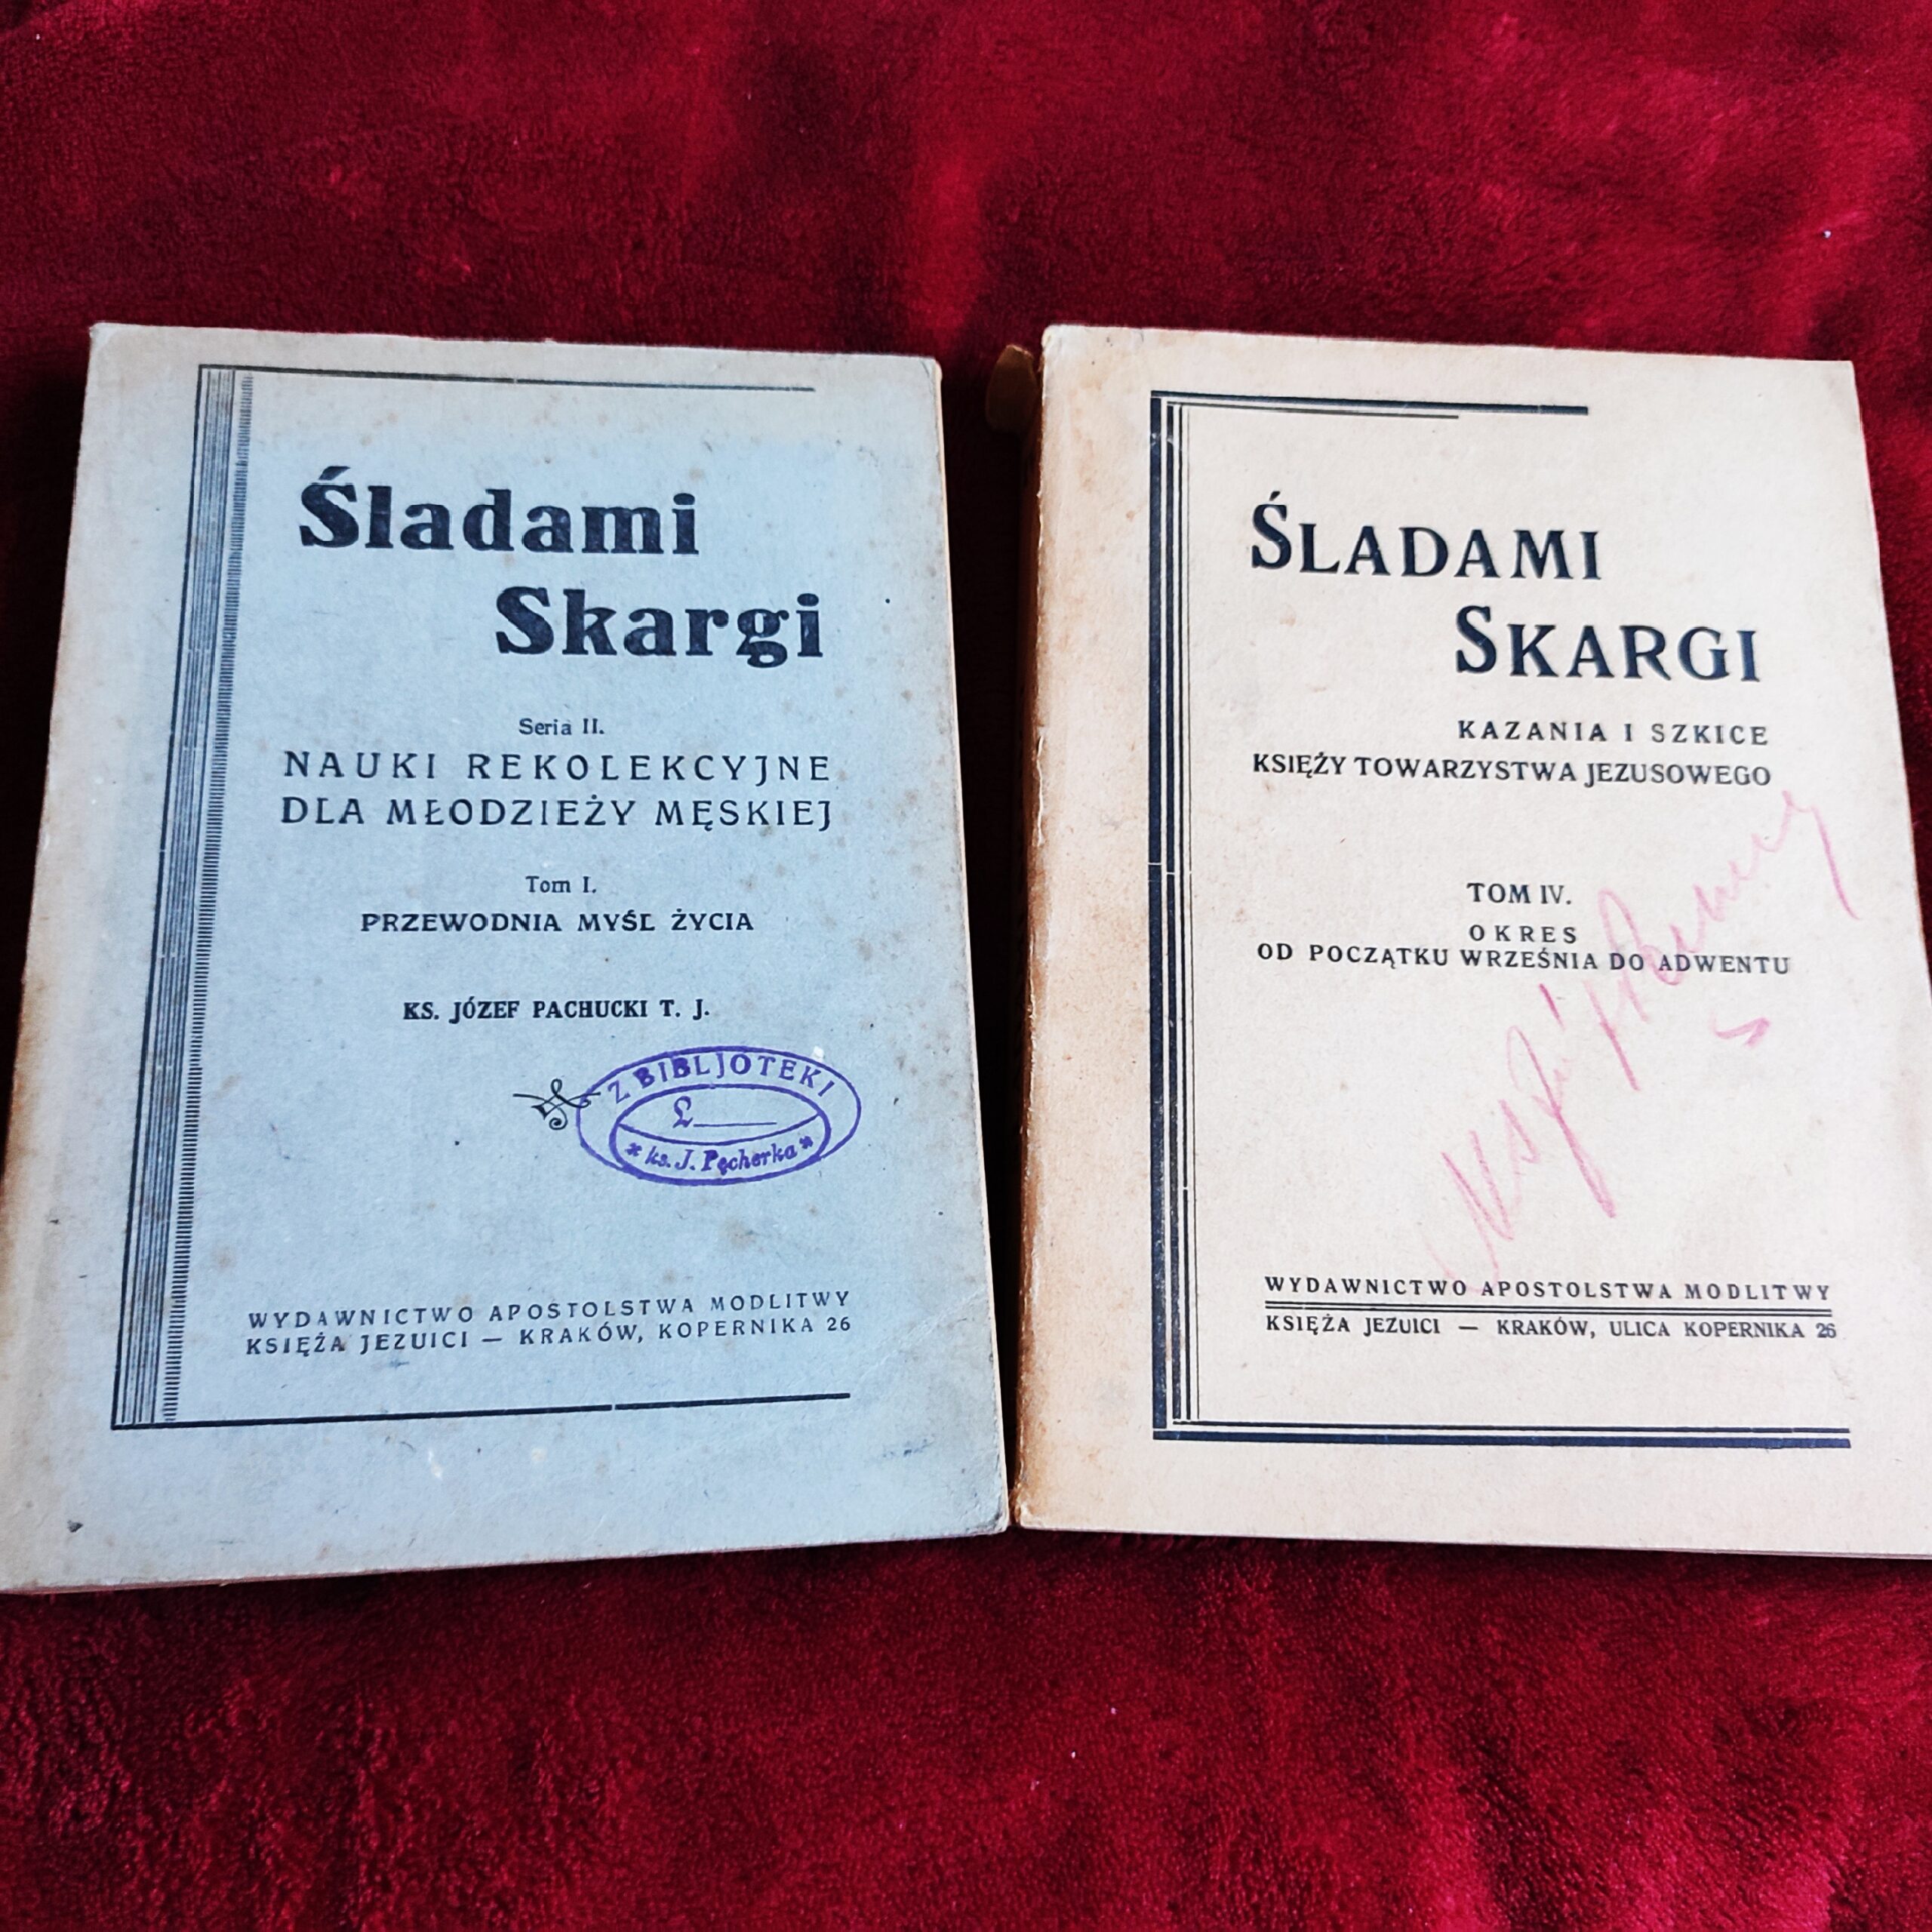 Śladami
Skargi
Seria II.
NAUKI REKOLEKCYJNE
DLA MŁODZIEŻY MĘSKIEJ
Tom I.
PRZEWODNIA MYŚL ŻYCIA
KS. JÓZEF PACHUCKI T. J.
Z BIBLJOTEKI
* ks. J. Pęcherka *
WYDAWNICTWO APOSTOLSTWA MODLITWY
KSIĘŻA JEZUICI — KRAKÓW, KOPERNIKA 26
ŚLADAMI
SKARGI
KAZANIA I SZKICE
KSIĘŻY TOWARZYSTWA JEZUSOWEGO
TOM IV.
OKRES
OD POCZĄTKU WRZEŚNIA DO ADWENTU
WYDAWNICTWO APOSTOLSTWA MODLITWY
KSIĘŻA JEZUICI — KRAKÓW, ULICA KOPERNIKA 26